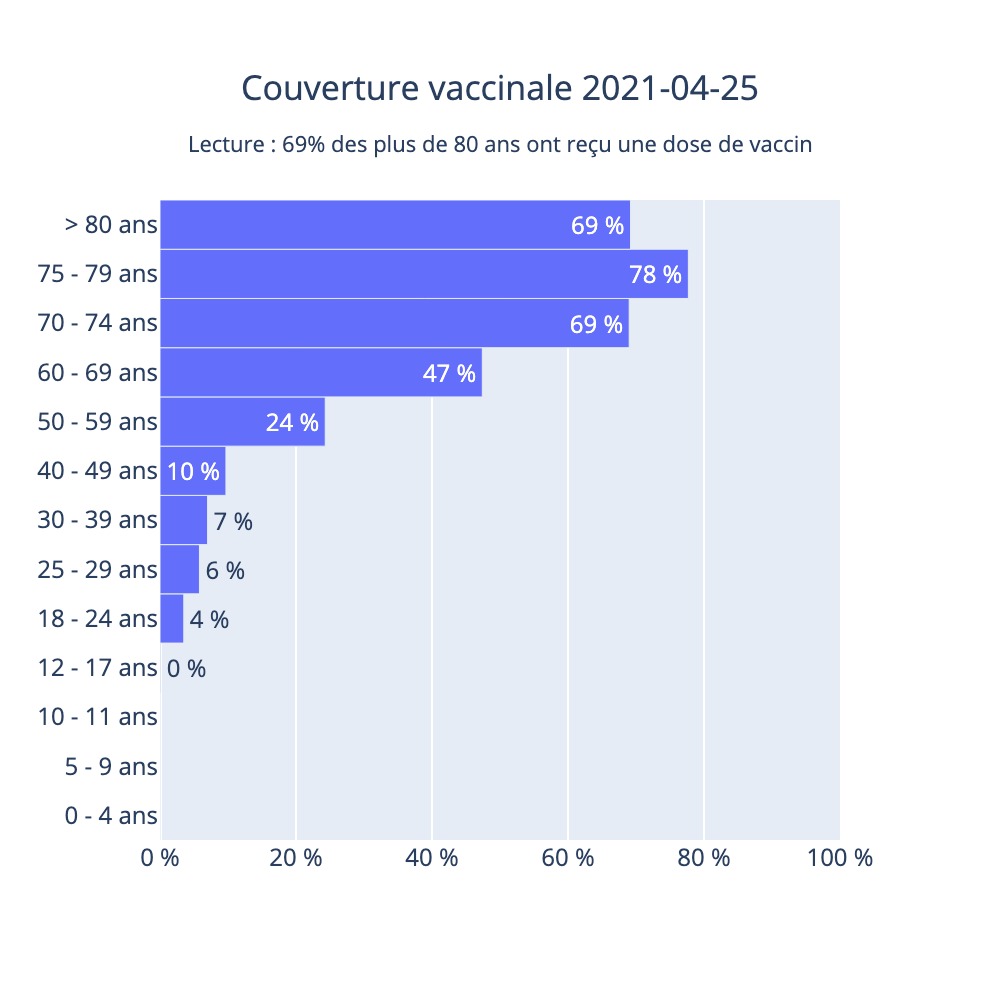 Couverture vaccinale 2021-04-25
Lecture : 69% des plus de 80 ans ont reçu une dose de vaccin
> 80 ans 69 %
75 - 79 ans 78 %
70 - 74 ans 69 %
60 - 69 ans 47 %
50 - 59 ans 24 %
40 - 49 ans 10 %
30 - 39 ans 7 %
25 - 29 ans 6 %
18 - 24 ans 4 %
12 - 17 ans 0 %
10 - 11 ans
5 - 9 ans
0 - 4 ans
0 % 20 % 40 % 60 % 80 % 100 %